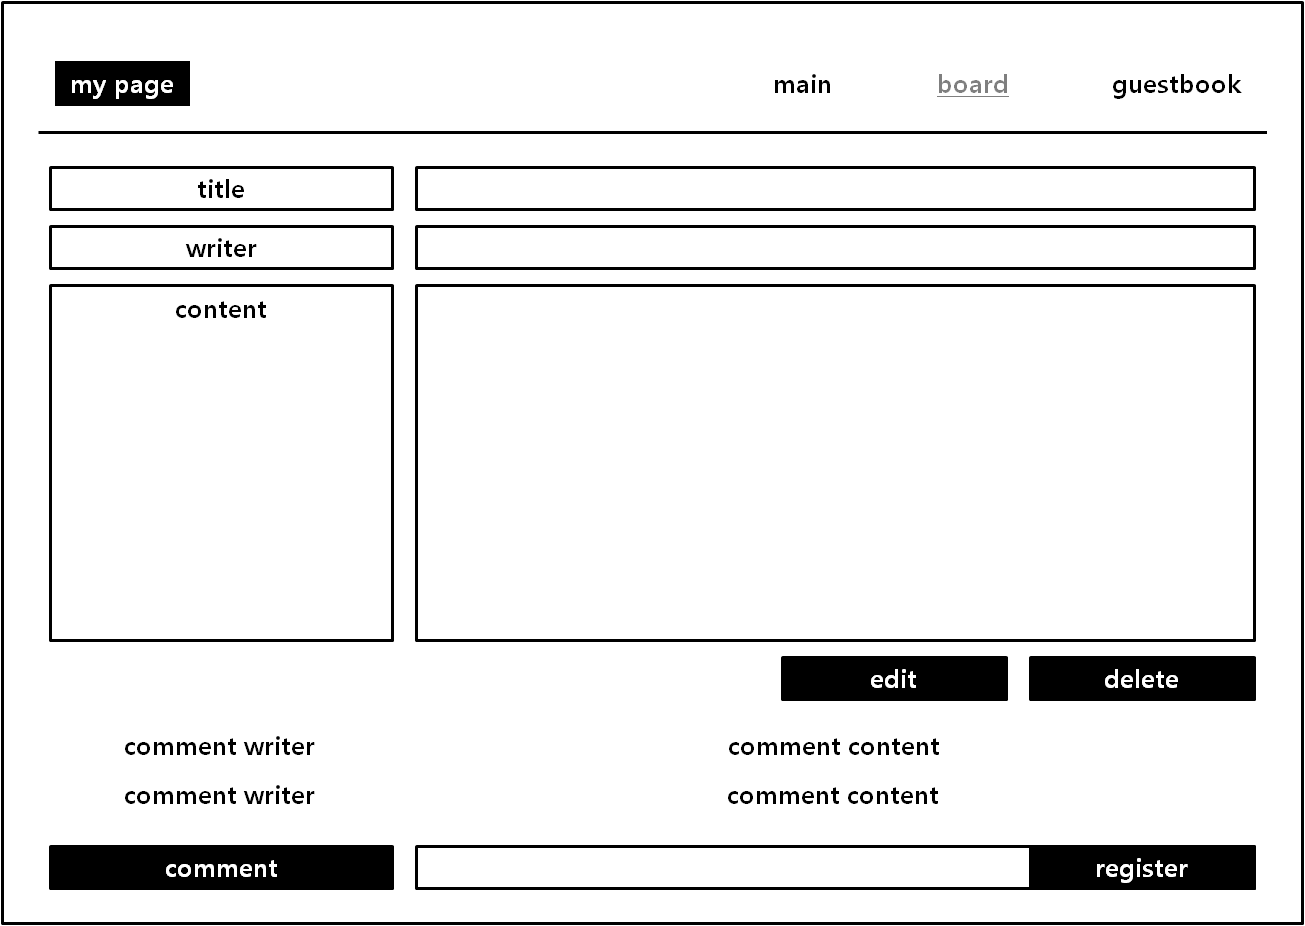 my page main board guestbook
title
writer
content
edit delete
comment writer comment content
comment writer comment content
comment register